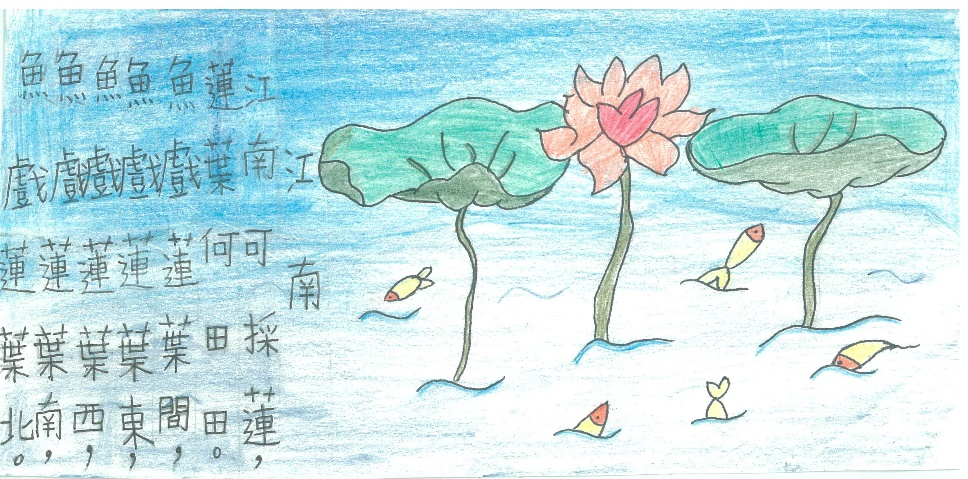 江南
江南可採蓮，
蓮葉何田田。
魚戲蓮葉間，
魚戲蓮葉東，
魚戲蓮葉西，
魚戲蓮葉南，
魚戲蓮葉北。